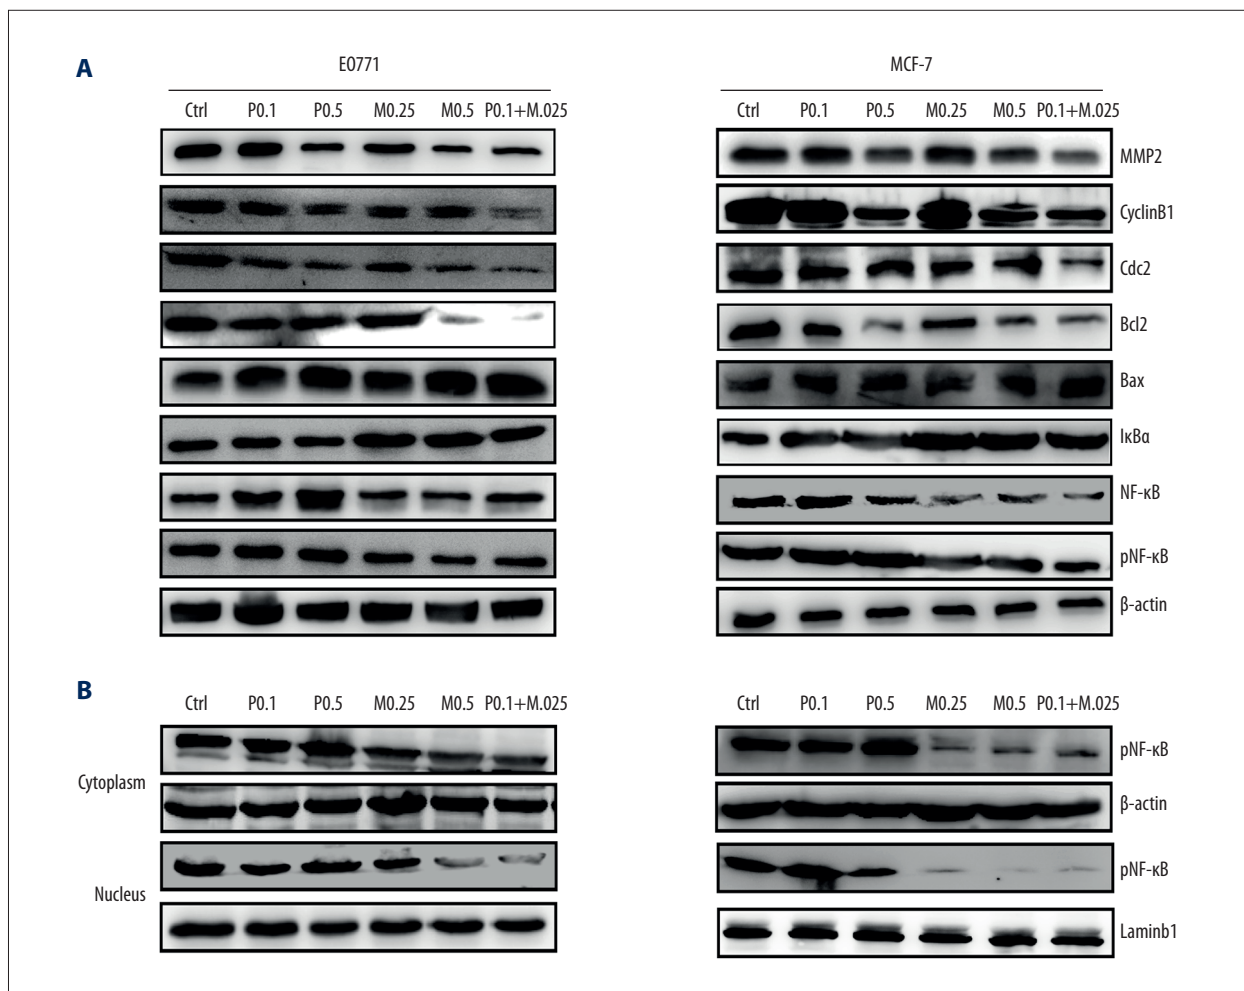 A
E0771
MCF-7
Ctrl P0.1 P0.5 M0.25 M0.5 P0.1+M.025
Ctrl P0.1 P0.5 M0.25 M0.5 P0.1+M.025
MMP2
CyclinB1
Cdc2
Bcl2
Bax
IκBα
NF-κB
pNF-κB
β-actin
B
Ctrl P0.1 P0.5 M0.25 M0.5 P0.1+M.025
Ctrl P0.1 P0.5 M0.25 M0.5 P0.1+M.025
Cytoplasm
pNF-κB
β-actin
Nucleus
pNF-κB
Laminb1